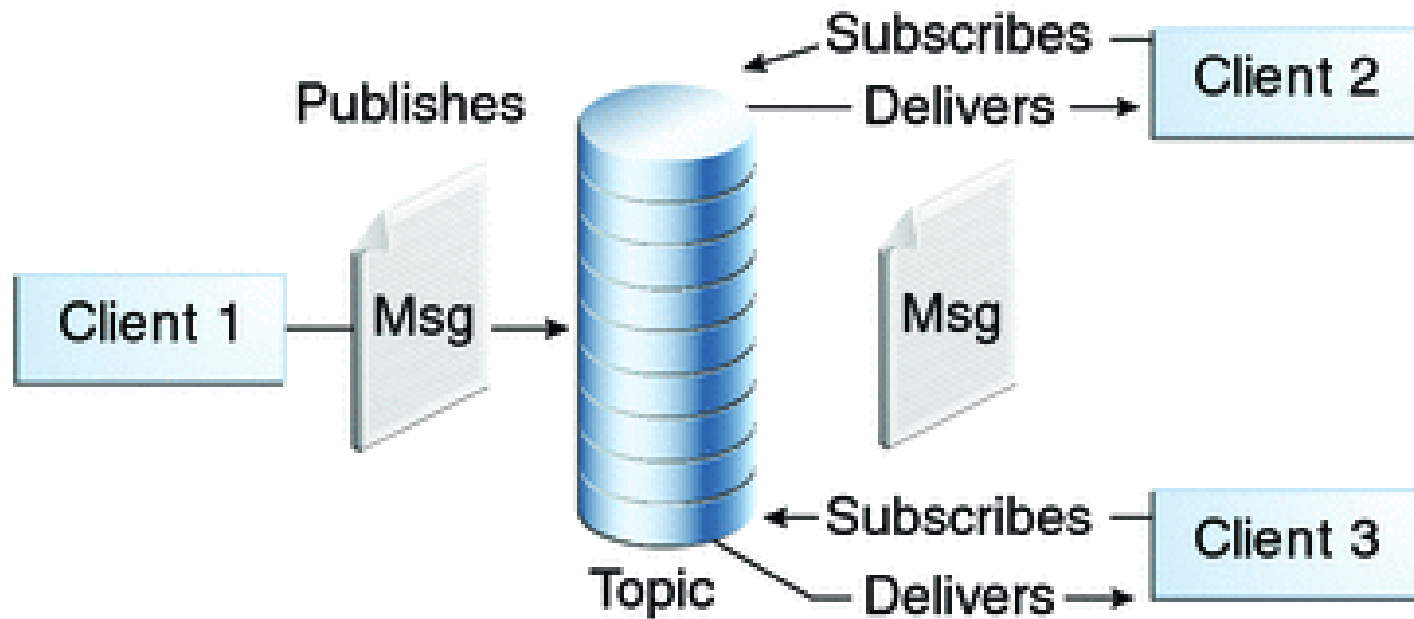 Subscribes
Client 2
Publishes
Delivers
Client 1
Msg
Msg
Subscribes
Client 3
Topic
Delivers